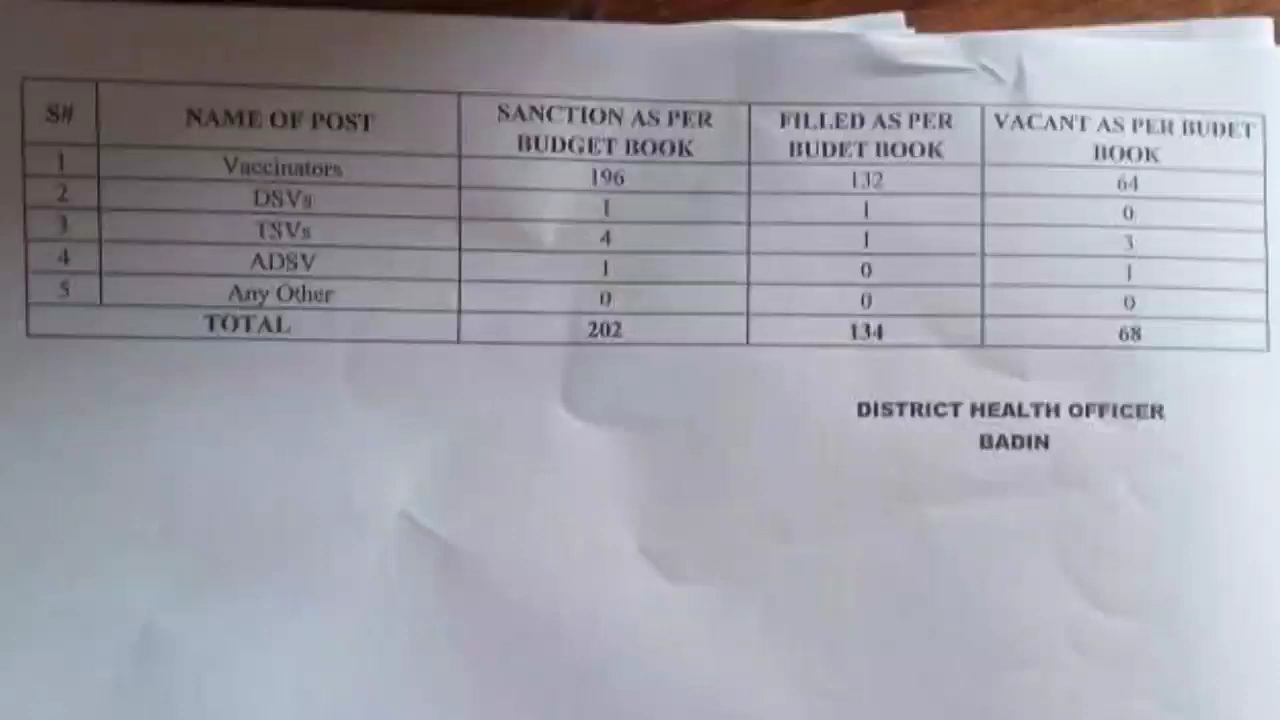 S# NAME OF POST SANCTION AS PER BUDGET BOOK FILLED AS PER BUDET BOOK VACANT AS PER BUDET BOOK
1 Vaccinators 196 132 64
2 DSVs 1 1 0
3 TSVs 4 1 3
4 ADSV 1 0 1
5 Any Other 0 0 0
TOTAL 202 134 68
DISTRICT HEALTH OFFICER
BADIN